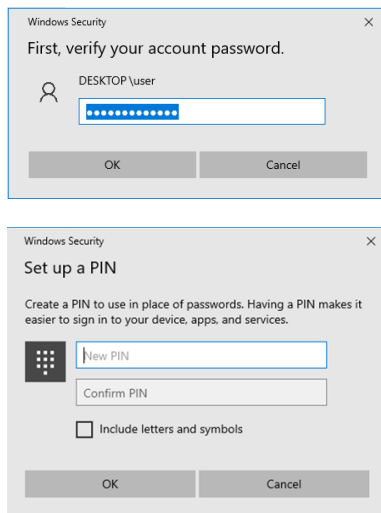 Windows Security
First, verify your account password.
DESKTOP\user
•••••••••••••
OK Cancel
Windows Security
Set up a PIN
Create a PIN to use in place of passwords. Having a PIN makes it
easier to sign in to your device, apps, and services.
New PIN
Confirm PIN
Include letters and symbols
OK Cancel